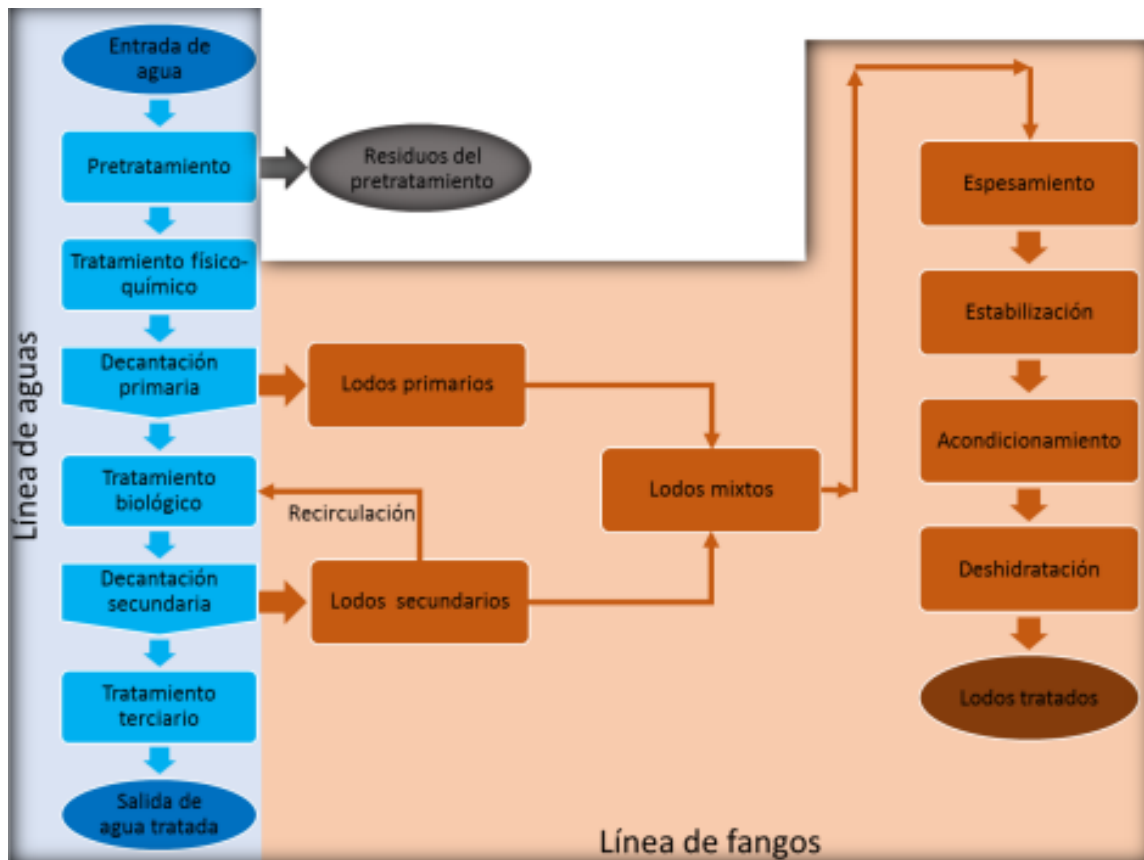 Entrada de
agua
Pretratamiento
Residuos del
pretratamiento
Tratamiento físico-
químico
Decantación
primaria
Lodos primarios
Tratamiento
biológico
Recirculación
Decantación
secundaria
Lodos secundarios
Lodos mixtos
Tratamiento
terciario
Salida de
agua tratada
Línea de aguas
Espesamiento
Estabilización
Acondicionamiento
Deshidratación
Lodos tratados
Línea de fangos